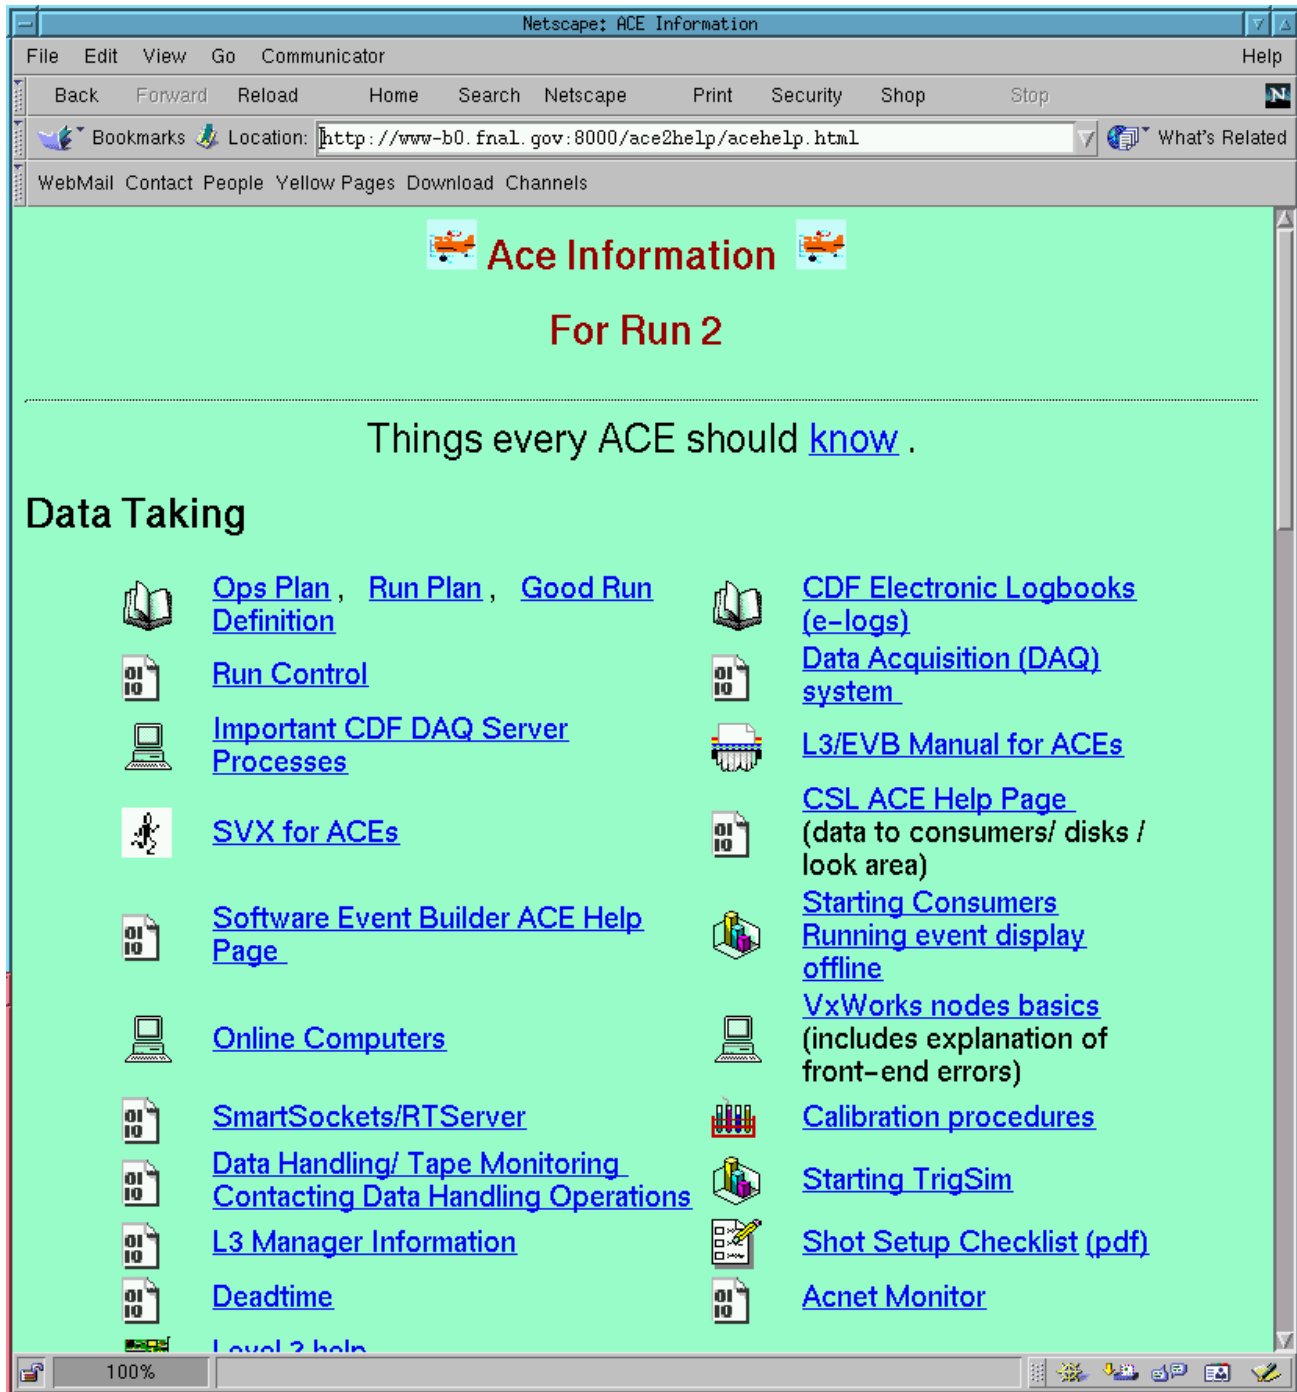 Netscape: ACE Information
File Edit View Go Communicator Help
Back Forward Reload Home Search Netscape Print Security Shop Stop N
Bookmarks Location: http://www-b0.fnal.gov:8000/ace2help/acehelp.html What's Related
WebMail Contact People Yellow Pages Download Channels
Ace Information
For Run 2
Things every ACE should know .
Data Taking
Ops Plan , Run Plan , Good Run
Definition
CDF Electronic Logbooks
(e-logs)
Run Control
Data Acquisition (DAQ)
system
Important CDF DAQ Server
Processes
L3/EVB Manual for ACEs
SVX for ACEs
CSL ACE Help Page
(data to consumers/ disks /
look area)
Software Event Builder ACE Help
Page
Starting Consumers
Running event display
offline
Online Computers
VxWorks nodes basics
(includes explanation of
front-end errors)
SmartSockets/RTServer
Calibration procedures
Data Handling/ Tape Monitoring
Contacting Data Handling Operations
Starting TrigSim
L3 Manager Information
Shot Setup Checklist (pdf)
Deadtime
Acnet Monitor
Level 2 help
100%